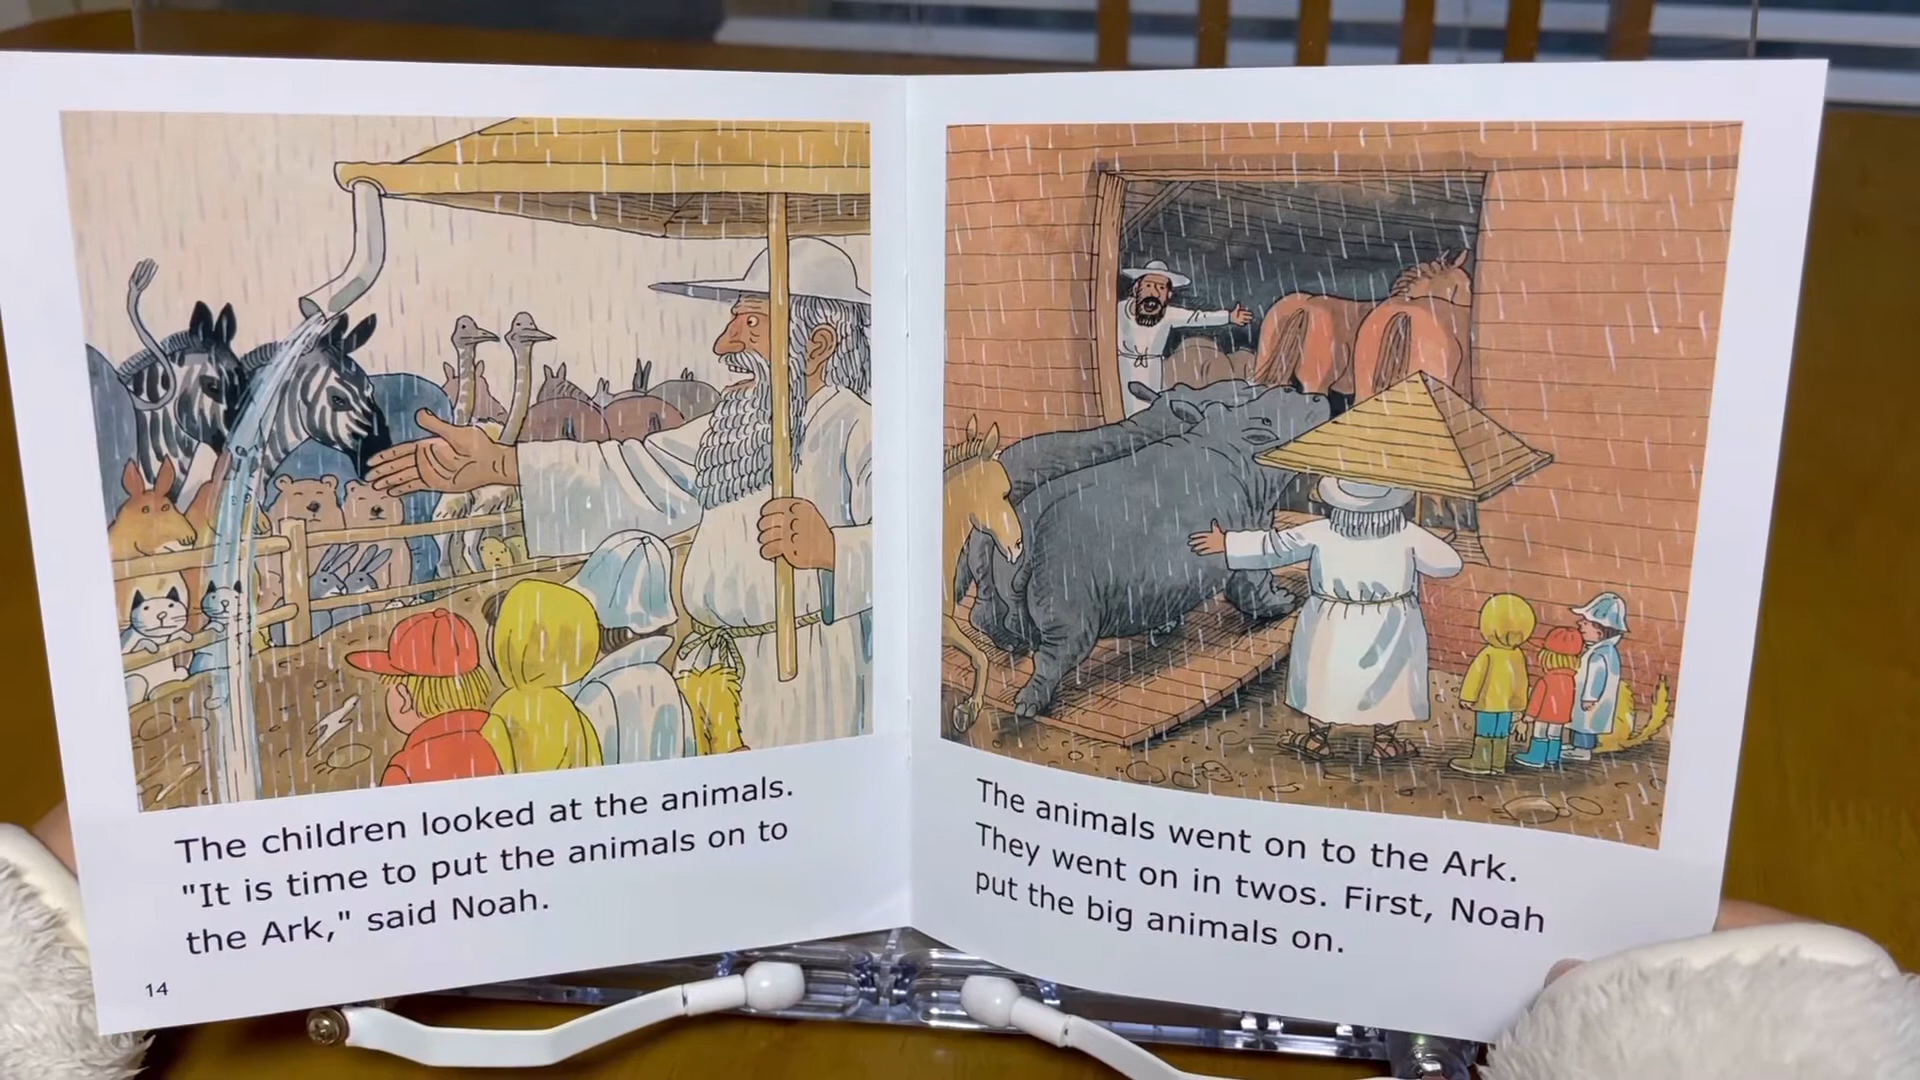 The children looked at the animals.
"It is time to put the animals on to
the Ark," said Noah.
14
The animals went on to the Ark.
They went on in twos. First, Noah
put the big animals on.